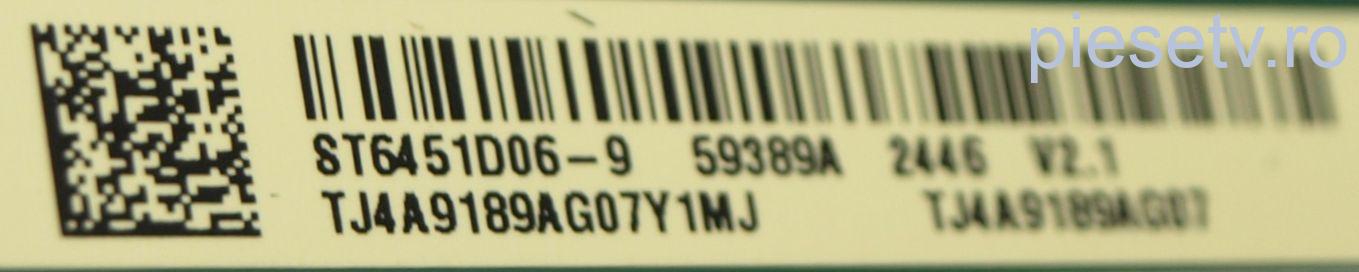 piesetv.ro
ST6451D06-9 59389A 2446 V2.1
TJ4A9189AG07Y1MJ TJ4A9189AG07